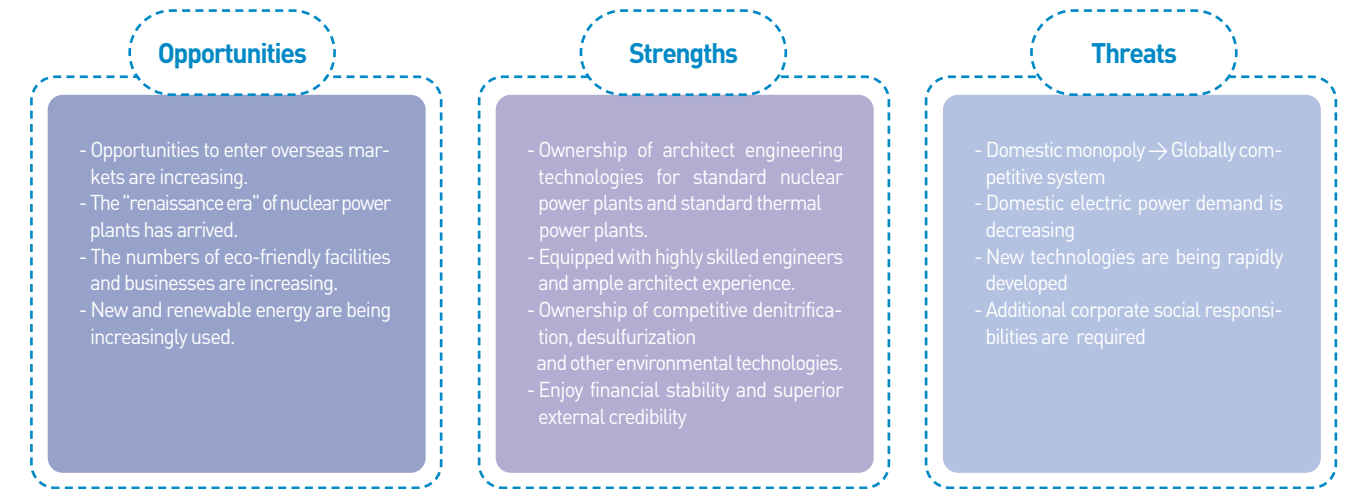 Opportunities
- Opportunities to enter overseas mar-
kets are increasing.
- The "renaissance era" of nuclear power
plants has arrived.
- The numbers of eco-friendly facilities
and businesses are increasing.
- New and renewable energy are being
increasingly used.
Strengths
- Ownership of architect engineering
technologies for standard nuclear
power plants and standard thermal
power plants.
- Equipped with highly skilled engineers
and ample architect experience.
- Ownership of competitive denitrifica-
tion, desulfurization
and other environmental technologies.
- Enjoy financial stability and superior
external credibility
Threats
- Domestic monopoly → Globally com-
petitive system
- Domestic electric power demand is
decreasing
- New technologies are being rapidly
developed
- Additional corporate social responsi-
bilities are required